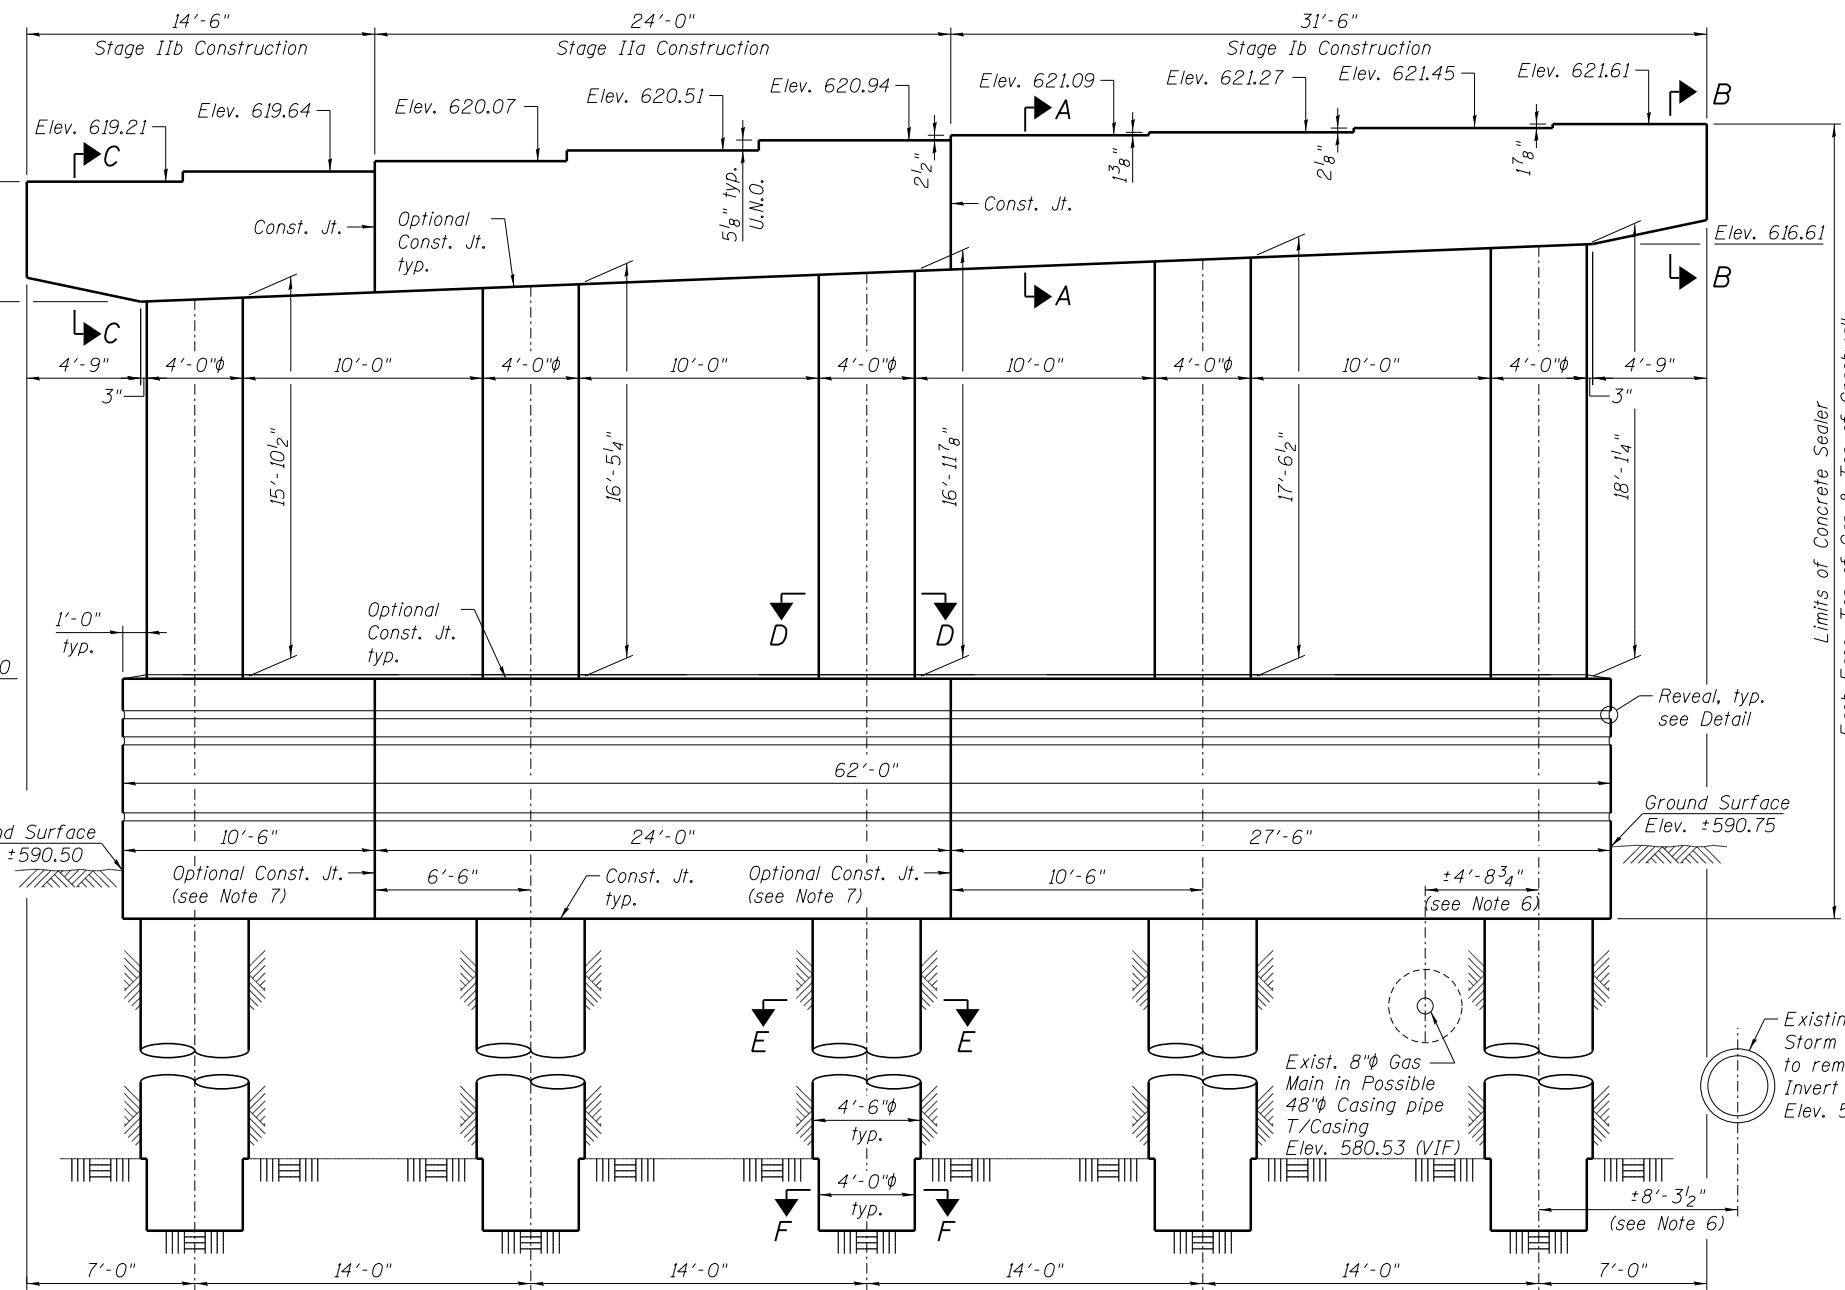 14'-6"
24'-0"
31'-6"
Stage IIb Construction
Stage IIa Construction
Stage Ib Construction
Elev. 619.21
Elev. 619.64
Elev. 620.07
Elev. 620.51
Elev. 620.94
Elev. 621.09
Elev. 621.27
Elev. 621.45
Elev. 621.61
C
A
B
5 1/8" typ.
U.N.O.
2 1/2"
1 3/8"
2 1/8"
1 7/8"
Const. Jt.
Optional
Const. Jt.
typ.
Const. Jt.
Elev. 616.61
C
A
B
4'-9"
4'-0"φ
10'-0"
4'-0"φ
10'-0"
4'-0"φ
10'-0"
4'-0"φ
10'-0"
4'-0"φ
4'-9"
3"
3"
15'-10 1/2"
16'-5 1/4"
16'-11 7/8"
17'-6 1/2"
18'-1 1/4"
Limits of Concrete Sealer
1'-0"
typ.
Optional
Const. Jt.
typ.
D
D
0
Reveal, typ.
see Detail
62'-0"
Surface
±590.50
Ground Surface
Elev. ±590.75
10'-6"
24'-0"
27'-6"
Optional Const. Jt.
(see Note 7)
6'-6"
Const. Jt.
typ.
Optional Const. Jt.
(see Note 7)
10'-6"
±4'-8 3/4"
(see Note 6)
E
E
Exist. 8"φ Gas
Main in Possible
48"φ Casing pipe
T/Casing
Elev. 580.53 (VIF)
Storm
Invert
Elev. 5
4'-6"φ
typ.
4'-0"φ
typ.
F
F
±8'-3 1/2"
(see Note 6)
7'-0"
14'-0"
14'-0"
14'-0"
14'-0"
7'-0"